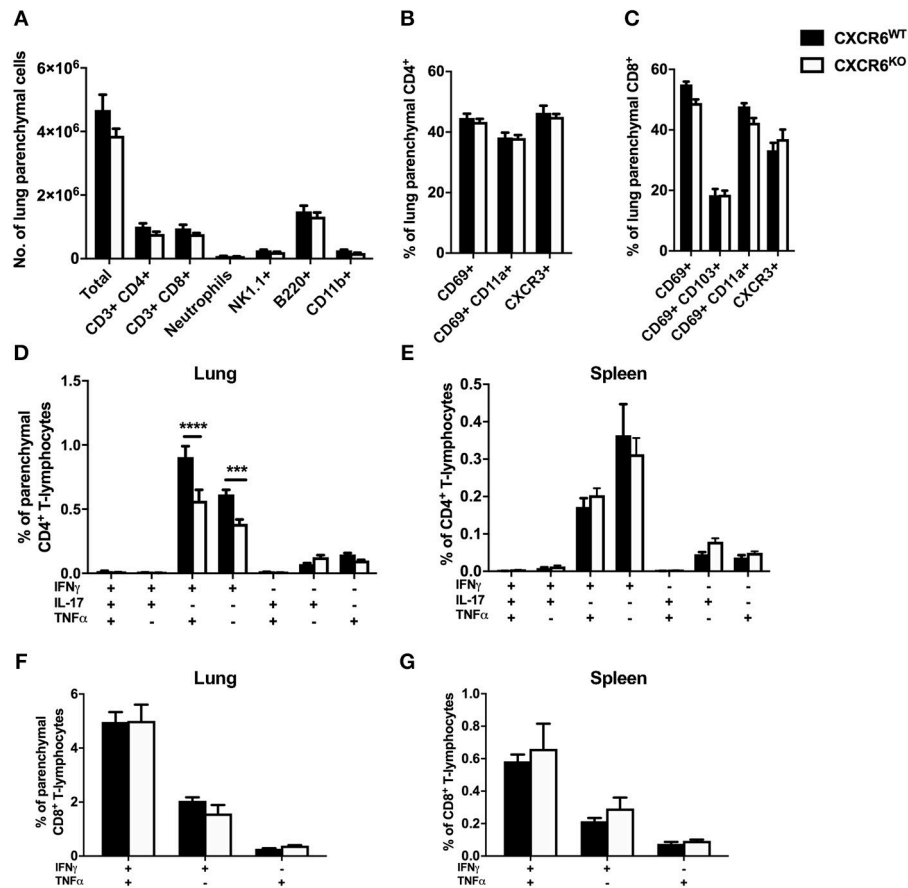 A
No. of lung parenchymal cells
6×10⁶
4×10⁶
2×10⁶
0
Total
CD3+ CD4+
CD3+ CD8+
Neutrophils
NK1.1+
B220+
CD11b+
B
% of lung parenchymal CD4⁺
60
40
20
0
CD69+
CD69+ CD11a+
CXCR3+
C
% of lung parenchymal CD8⁺
60
40
20
0
CD69+
CD69+ CD103+
CD69+ CD11a+
CXCR3+
CXCR6ᵂᵀ
CXCR6ᴷᴼ
D
Lung
% of parenchymal
CD4⁺ T-lymphocytes
1.5
1.0
0.5
0.0
****
***
IFNγ + + + + - - -
IL-17 + + - - + + -
TNFα + - + - + - +
E
Spleen
% of CD4⁺ T-lymphocytes
0.5
0.4
0.3
0.2
0.1
0.0
IFNγ + + + + - - -
IL-17 + + - - + + -
TNFα + - + - + - +
F
Lung
% of parenchymal
CD8⁺ T-lymphocytes
6
4
2
0
IFNγ + + -
TNFα + - +
G
Spleen
% of CD8⁺ T-lymphocytes
1.0
0.8
0.6
0.4
0.2
0.0
IFNγ + + -
TNFα + - +